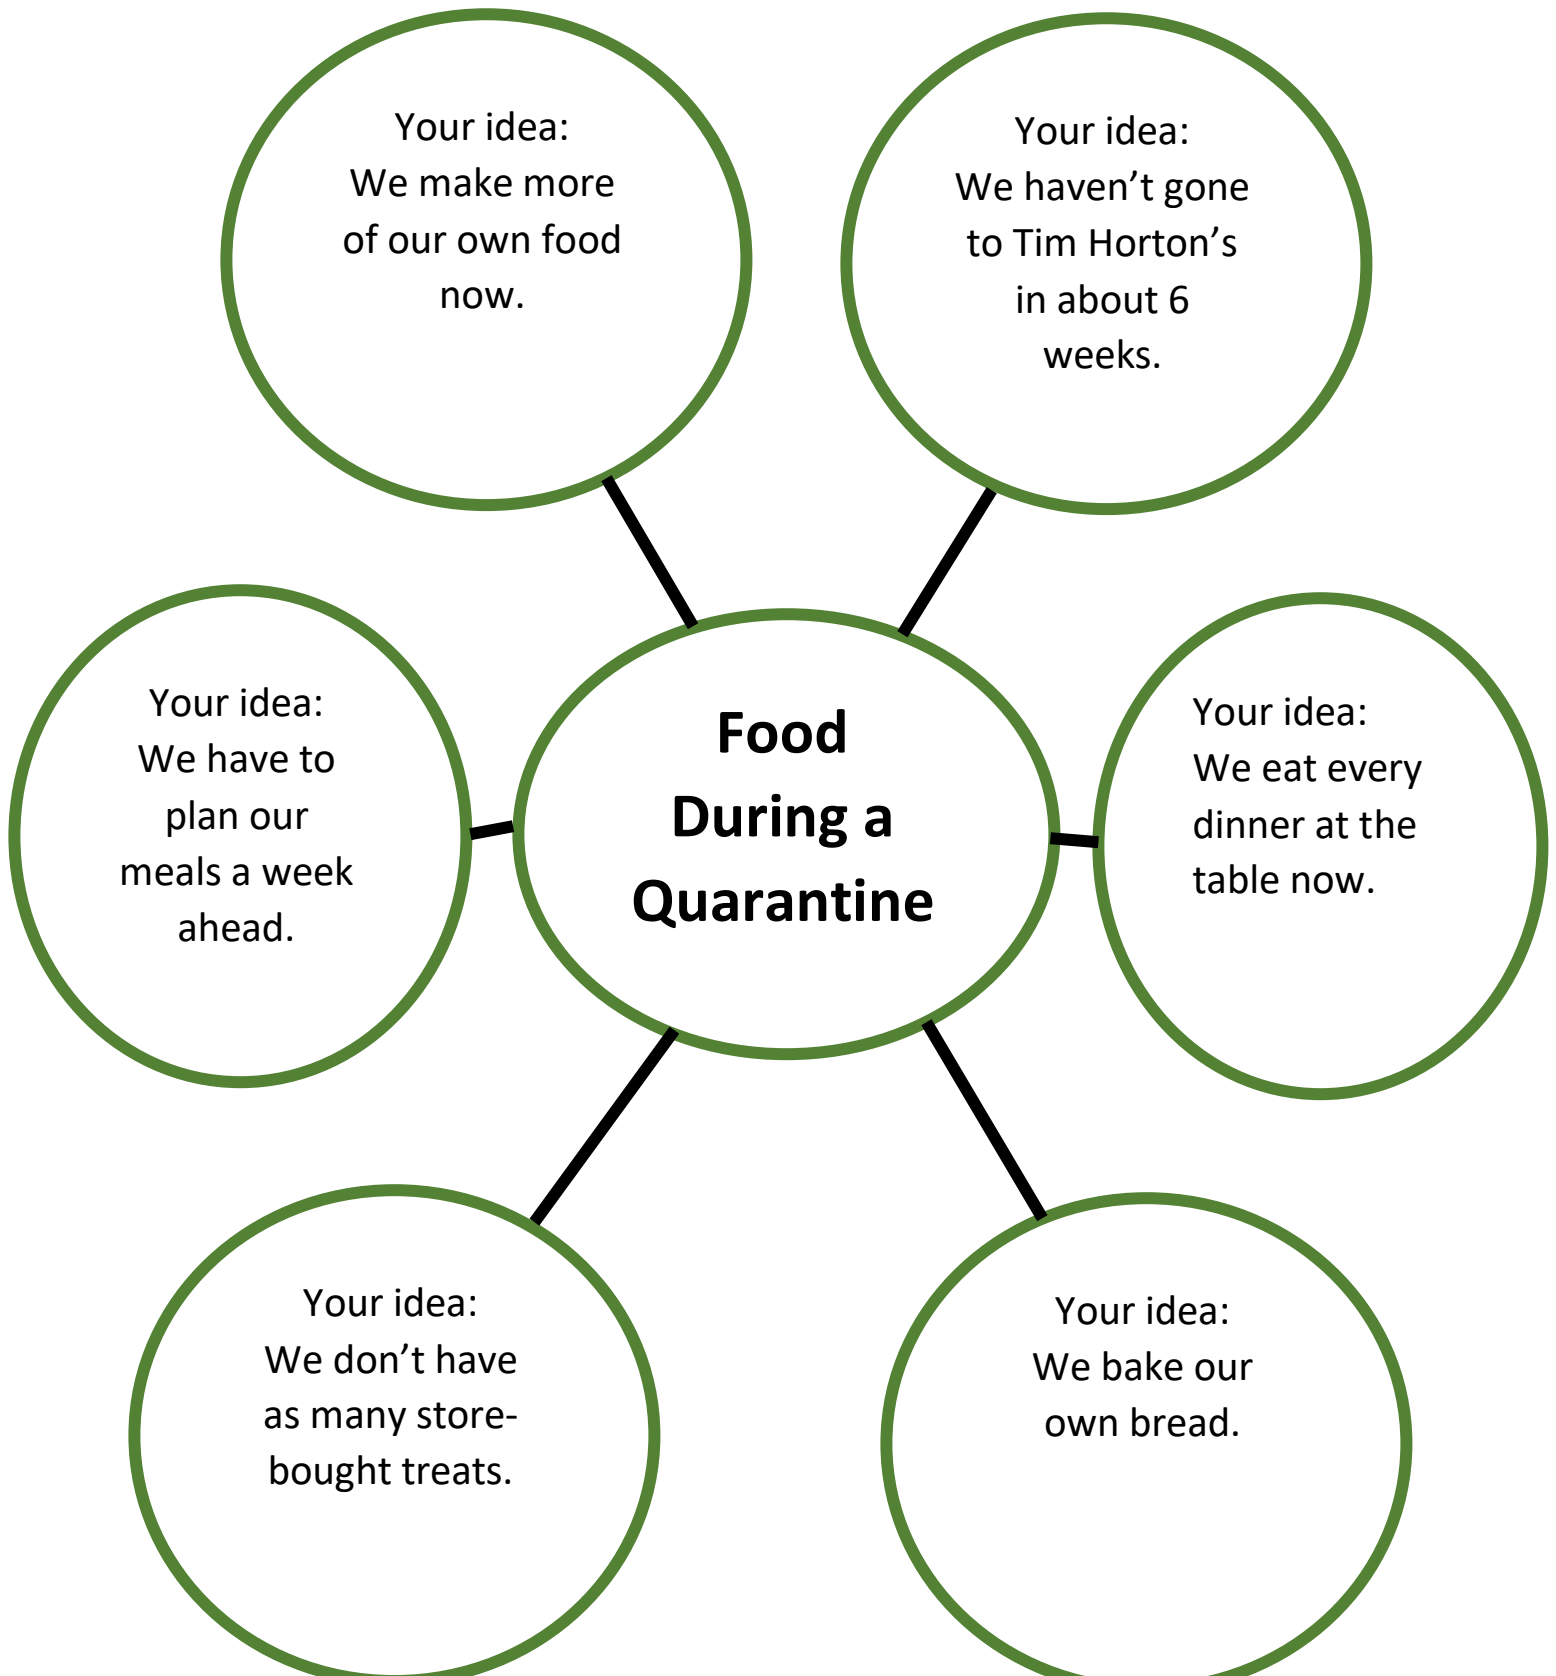 Your idea:
We make more
of our own food
now.
Your idea:
We haven’t gone
to Tim Horton’s
in about 6
weeks.
Your idea:
We have to
plan our
meals a week
ahead.
Food
During a
Quarantine
Your idea:
We eat every
dinner at the
table now.
Your idea:
We don’t have
as many store-
bought treats.
Your idea:
We bake our
own bread.